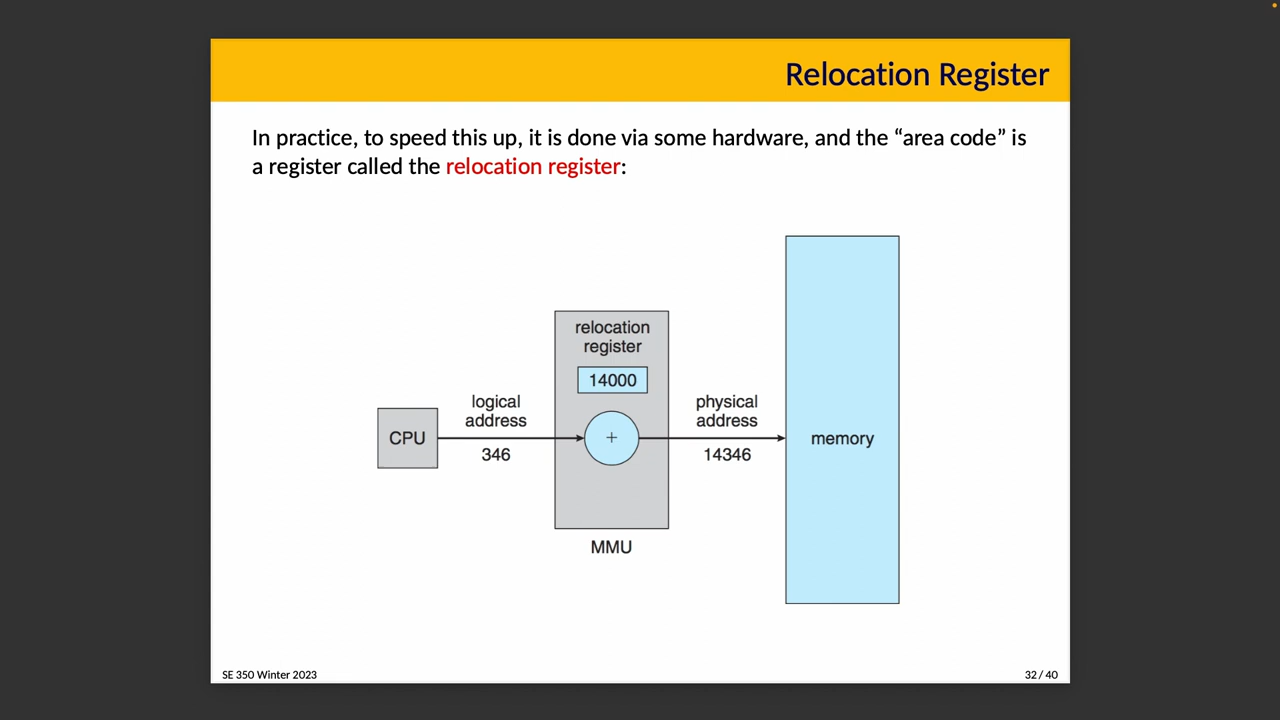 Relocation Register
In practice, to speed this up, it is done via some hardware, and the “area code” is
a register called the relocation register:
relocation
register
14000
logical
address
346
CPU
+
physical
address
14346
memory
MMU
SE 350 Winter 2023
32 / 40